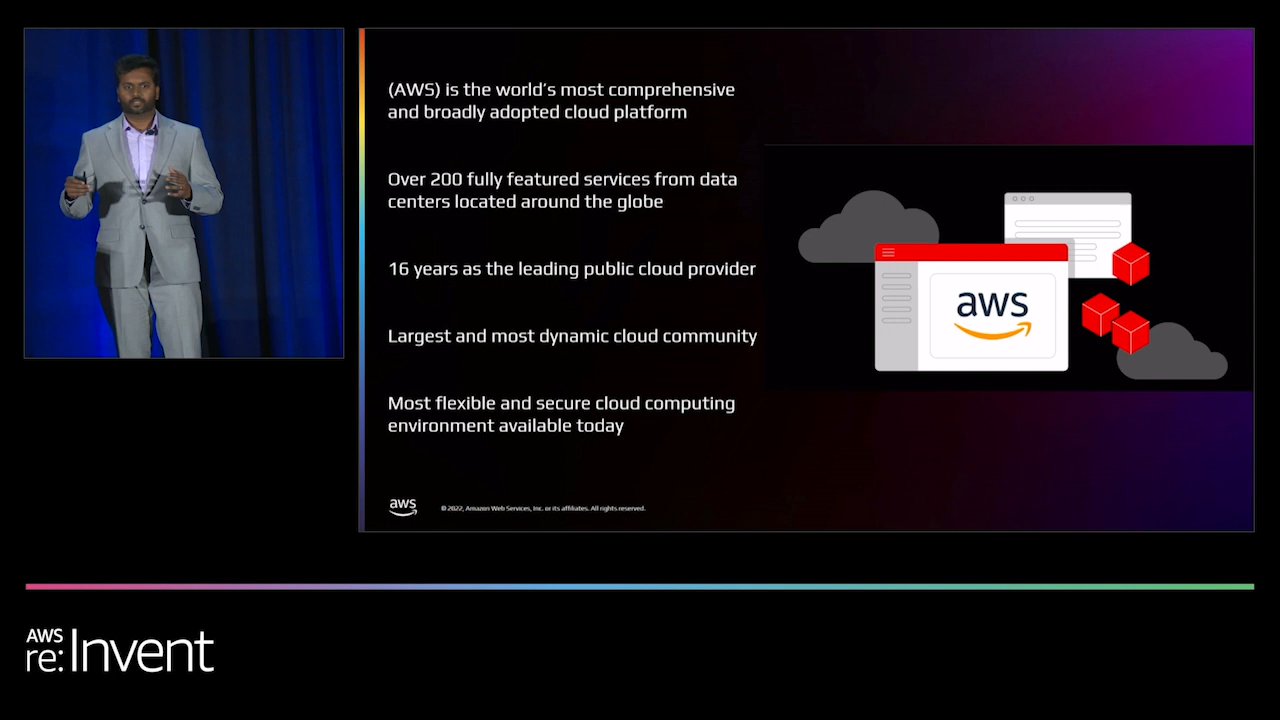 (AWS) is the world's most comprehensive
and broadly adopted cloud platform
Over 200 fully featured services from data
centers located around the globe
16 years as the leading public cloud provider
Largest and most dynamic cloud community
Most flexible and secure cloud computing
environment available today
aws
aws
© 2022, Amazon Web Services, Inc. or its affiliates. All rights reserved.
AWS
re:Invent